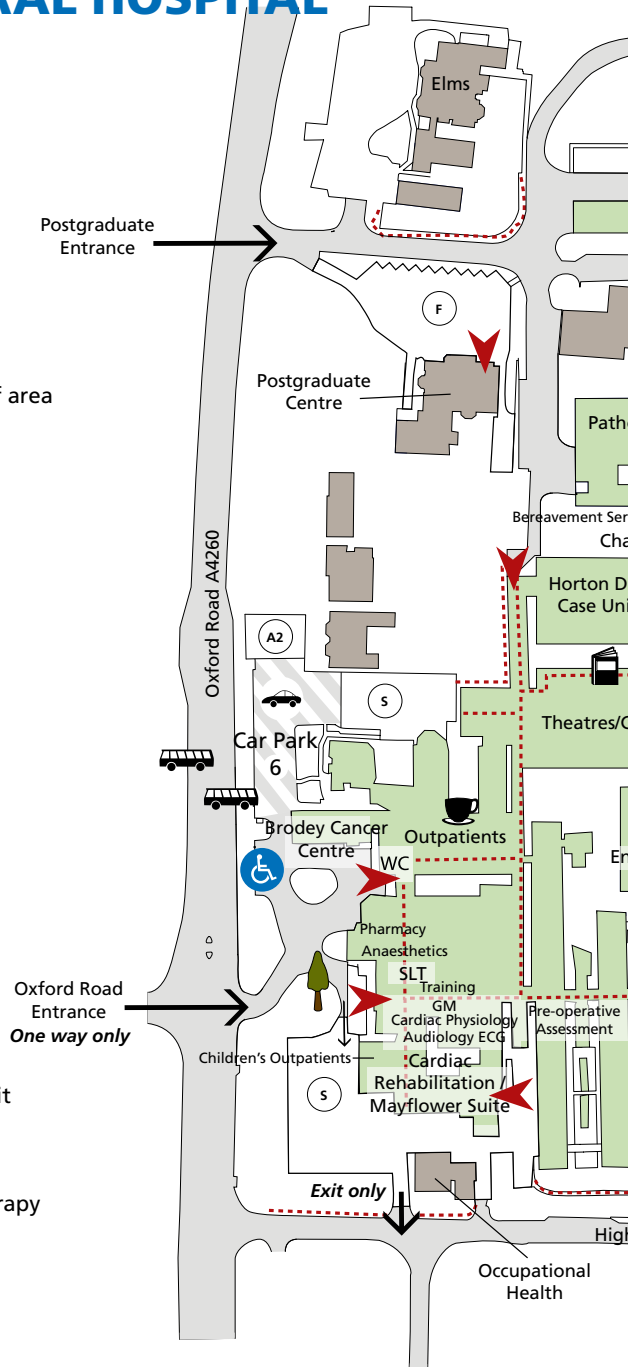 RAL HOSPITAL
Elms
Postgraduate
Entrance
F
area
Postgraduate
Centre
Path
Bereavement Ser
Cha
Horton D
Case Uni
Oxford Road A4260
A2
S
Theatres/C
Car Park
6
Brodey Cancer
Centre
Outpatients
WC
En
Pharmacy
Anaesthetics
SLT
Training
GM
Cardiac Physiology
Audiology ECG
Pre-operative
Assessment
Oxford Road
Entrance
One way only
Children's Outpatients
Cardiac
Rehabilitation /
Mayflower Suite
S
it
rapy
Exit only
High
Occupational
Health